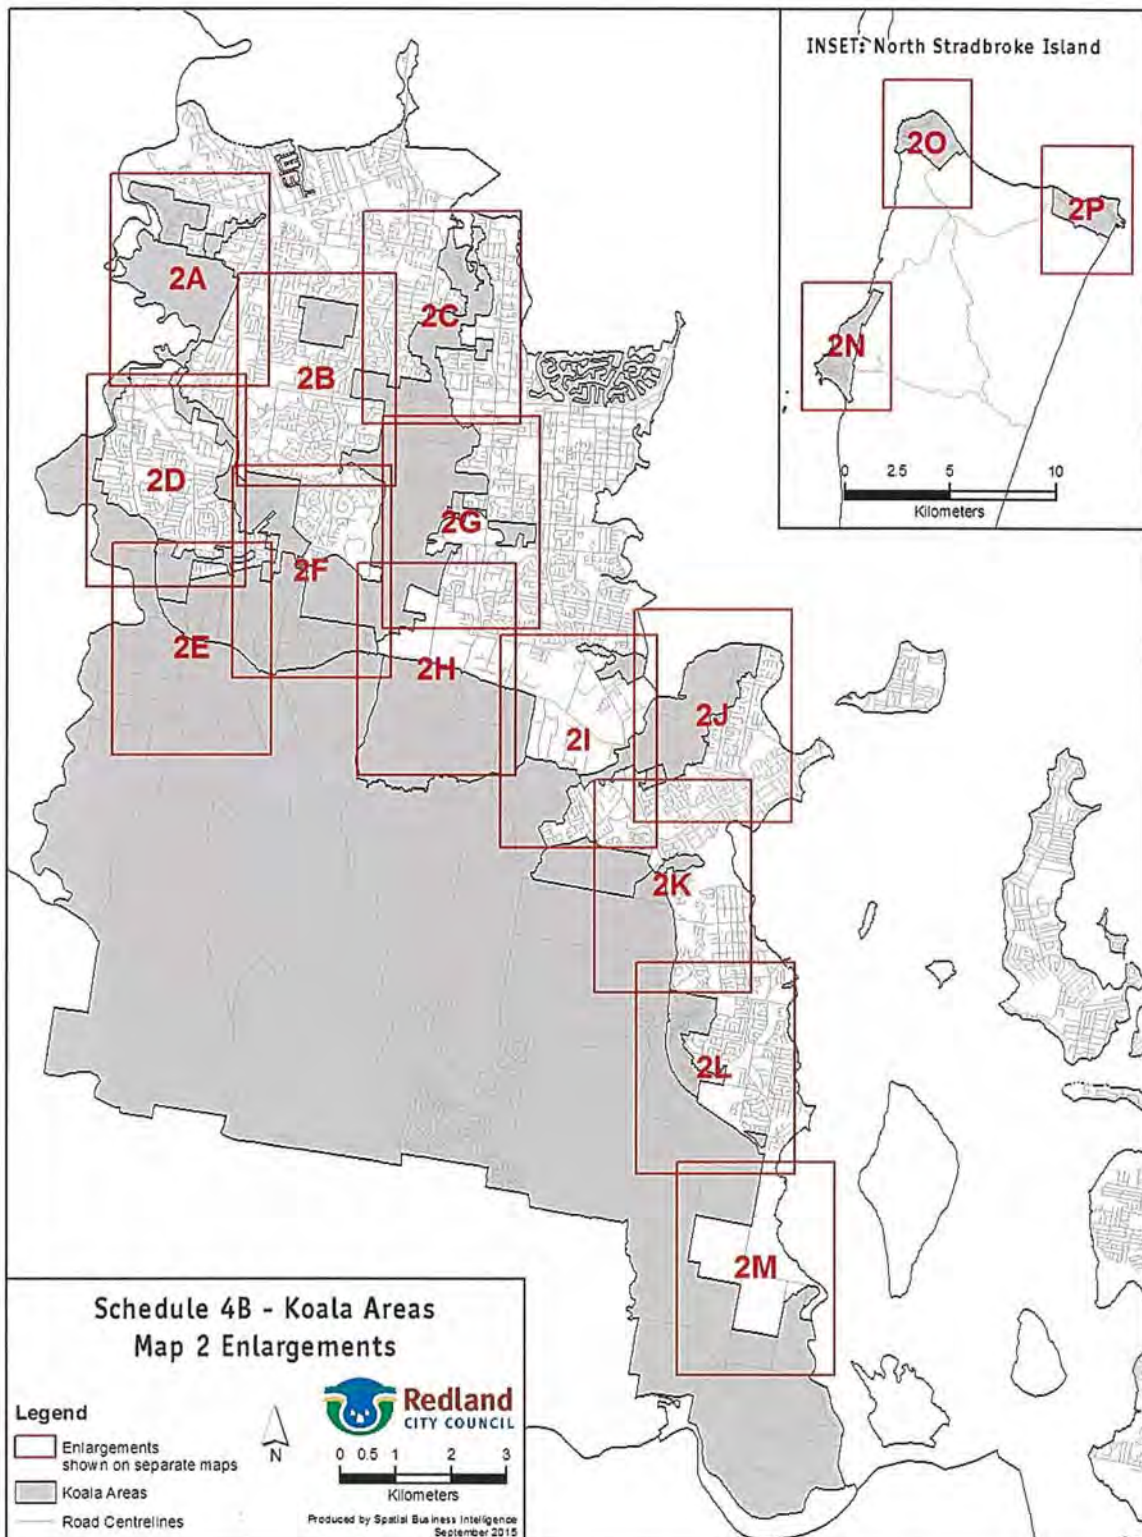 INSET: North Stradbroke Island
2O
2P
2N
0 2.5 5 10
Kilometers
2A
2C
2B
2D
2G
2F
2E
2H
2J
2I
2K
2L
2M
Schedule 4B - Koala Areas
Map 2 Enlargements
Legend
Enlargements
shown on separate maps
Koala Areas
Road Centrelines
N
Redland
CITY COUNCIL
0 0.5 1 2 3
Kilometers
Produced by Spatial Business Intelligence
September 2015